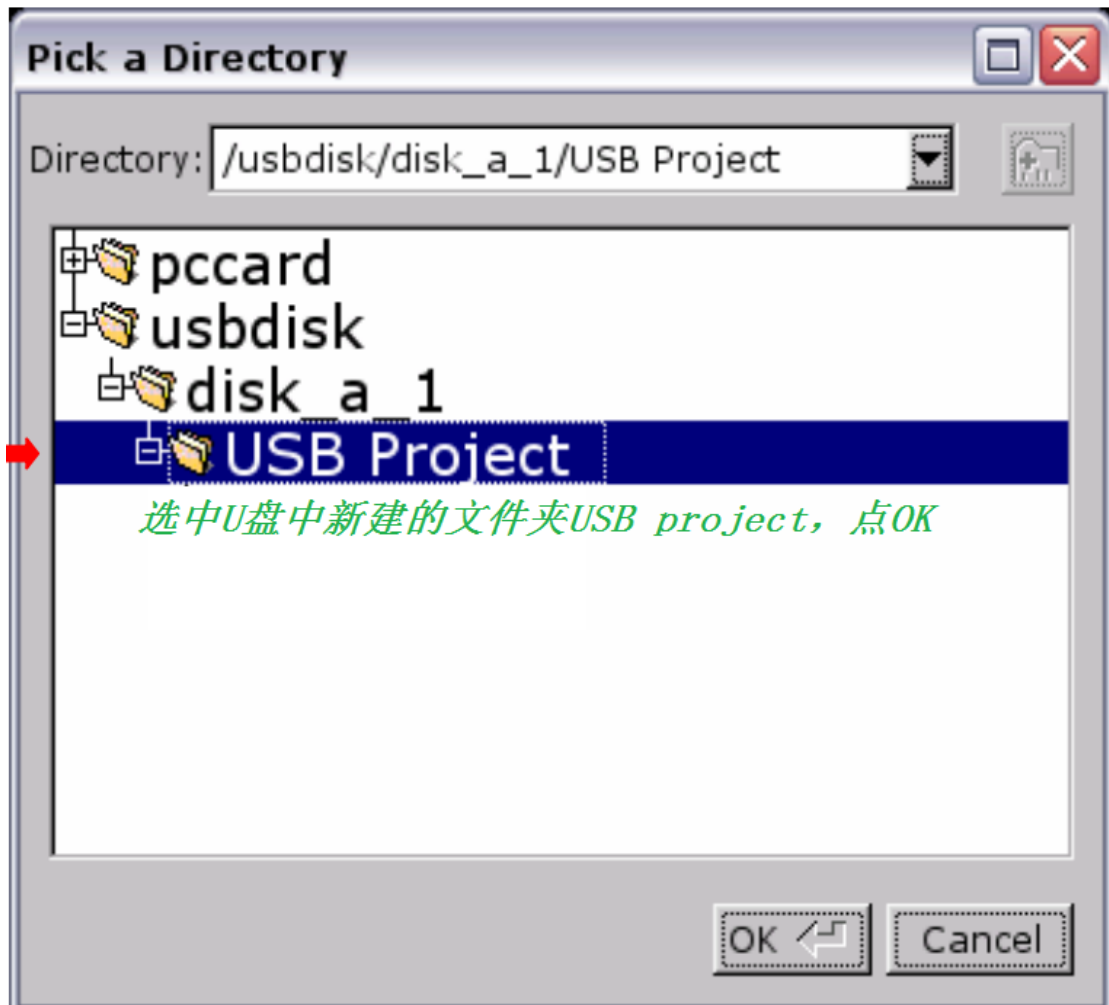 Pick a Directory
Directory: /usbdisk/disk_a_1/USB Project
pccard
usbdisk
disk_a_1
USB Project
选中U盘中新建的文件夹USB project，点OK
OK Cancel